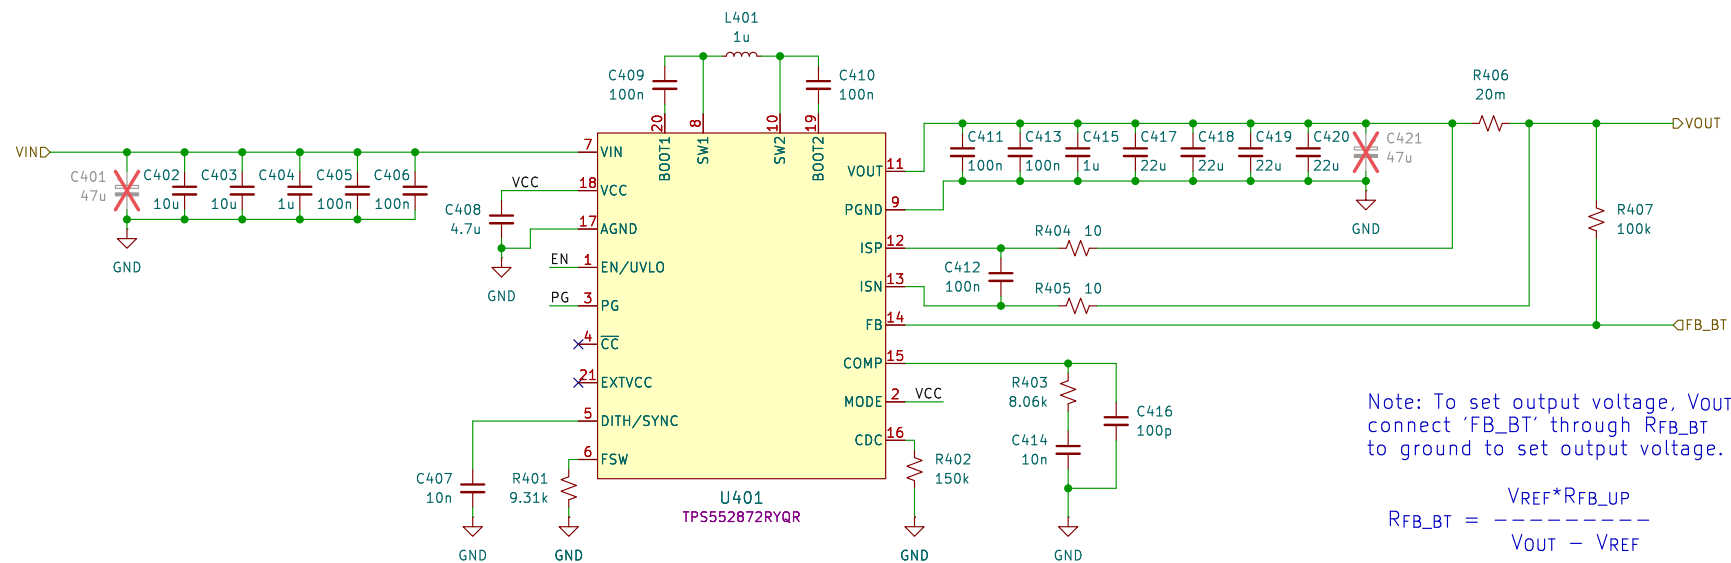 L401
1u
C409
100n
C410
100n
R406
20m
20
8
10
19
BOOT1
SW1
SW2
BOOT2
VIN
7
VIN
C401
47u
C402
10u
C403
10u
C404
1u
C405
100n
C406
100n
GND
VCC
18
VCC
C408
4.7u
17
AGND
GND
EN
1
EN/UVLO
PG
3
PG
4
CC
21
EXTVCC
5
DITH/SYNC
6
FSW
C407
10n
GND
R401
9.31k
GND
U401
TPS552872RYQR
VOUT
11
PGND
9
ISP
12
ISN
13
FB
14
COMP
15
MODE
2
VCC
CDC
16
C411
100n
C413
100n
C415
1u
C417
22u
C418
22u
C419
22u
C420
22u
C421
47u
GND
VOUT
R404 10
C412
100n
R405 10
R407
100k
FB_BT
R403
8.06k
C414
10n
C416
100p
GND
R402
150k
GND
Note: To set output voltage, VOUT
connect 'FB_BT' through RFB_BT
to ground to set output voltage.
VREF*RFB_UP
RFB_BT = ----------
VOUT - VREF